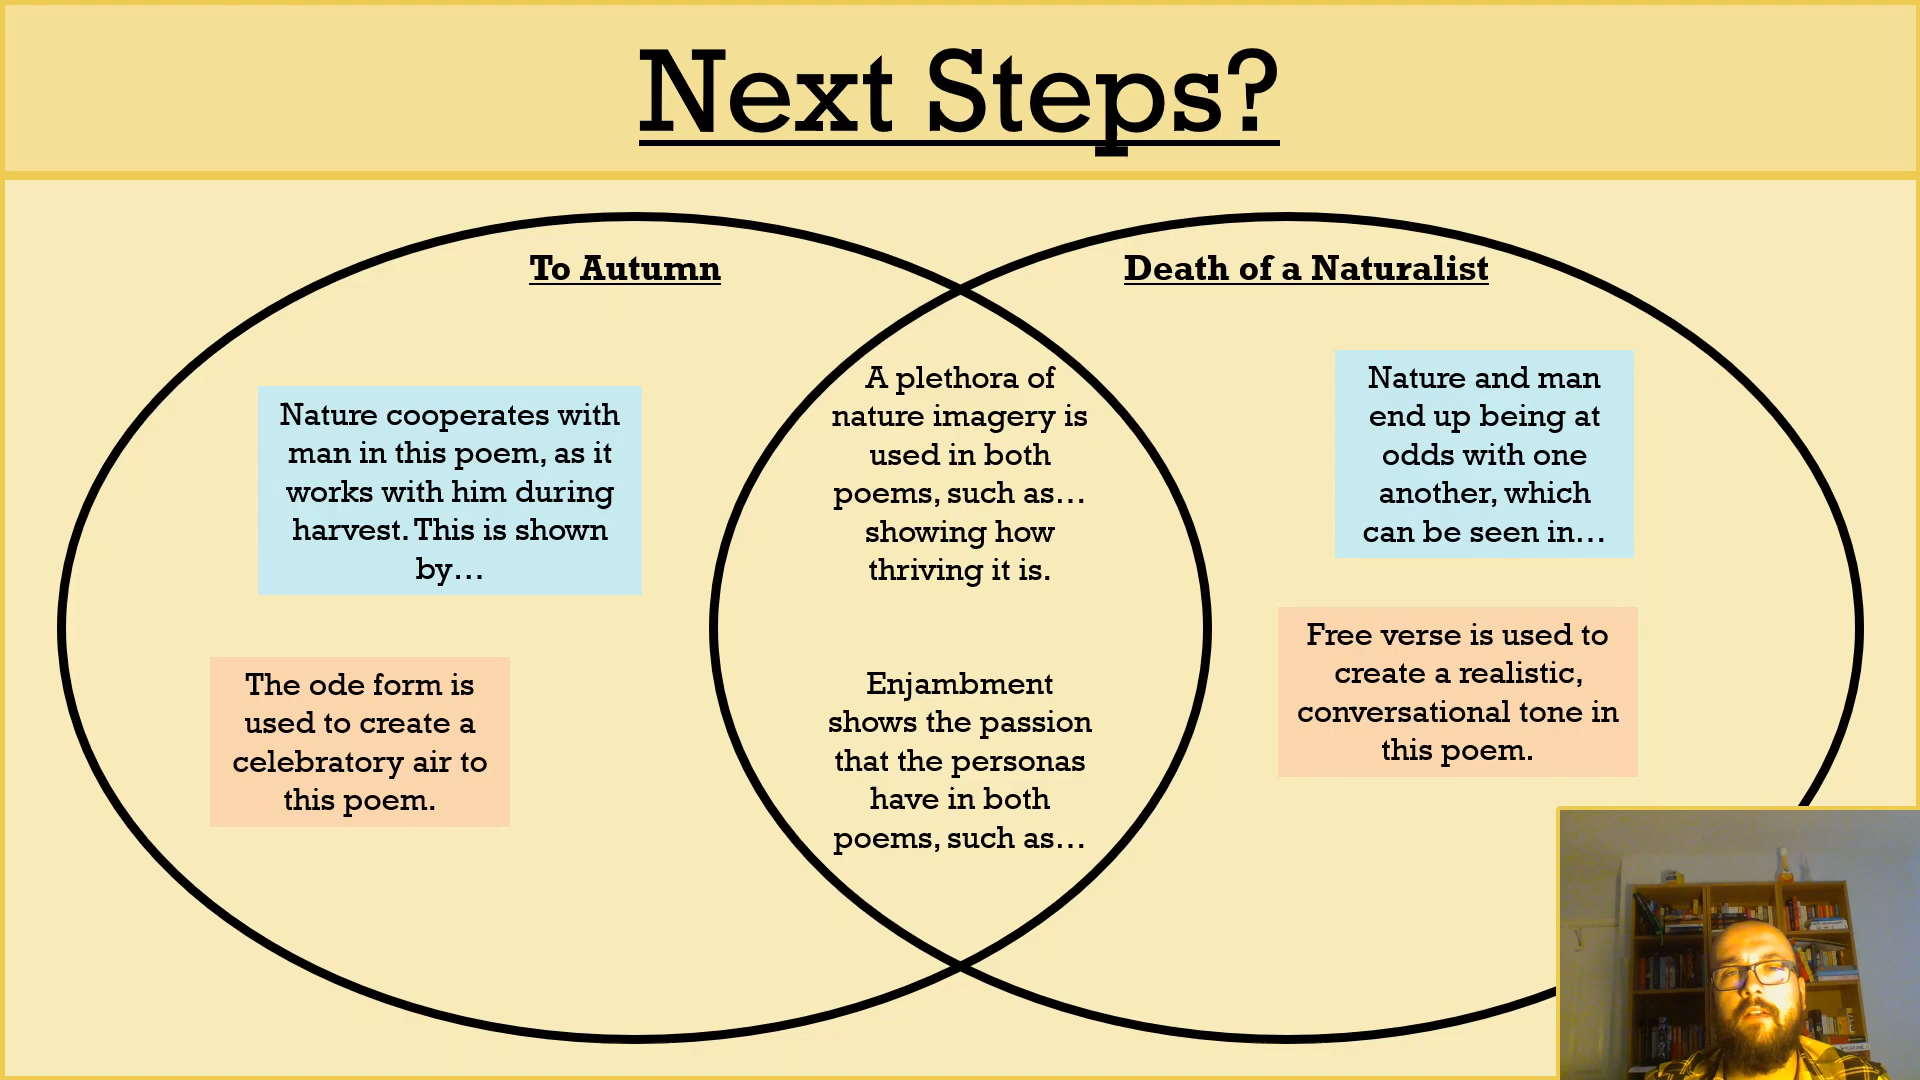 Next Steps?
To Autumn
Death of a Naturalist
Nature cooperates with
man in this poem, as it
works with him during
harvest. This is shown
by...
The ode form is
used to create a
celebratory air to
this poem.
A plethora of
nature imagery is
used in both
poems, such as...
showing how
thriving it is.
Enjambment
shows the passion
that the personas
have in both
poems, such as...
Nature and man
end up being at
odds with one
another, which
can be seen in...
Free verse is used to
create a realistic,
conversational tone in
this poem.